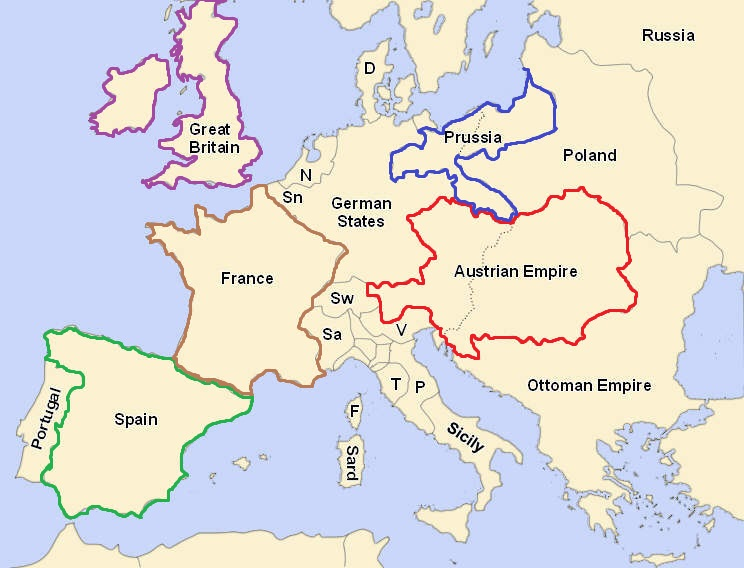 Russia
D
Great
Britain
Prussia
Poland
N
Sn
German
States
France
Austrian Empire
Sw
Sa
V
Ottoman Empire
T
P
Portugal
Spain
F
Sicily
Sard